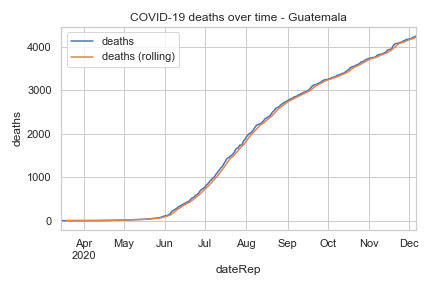 COVID-19 deaths over time - Guatemala
deaths
deaths (rolling)
4000
3000
2000
1000
0
deaths
Apr May Jun Jul Aug Sep Oct Nov Dec
2020
dateRep